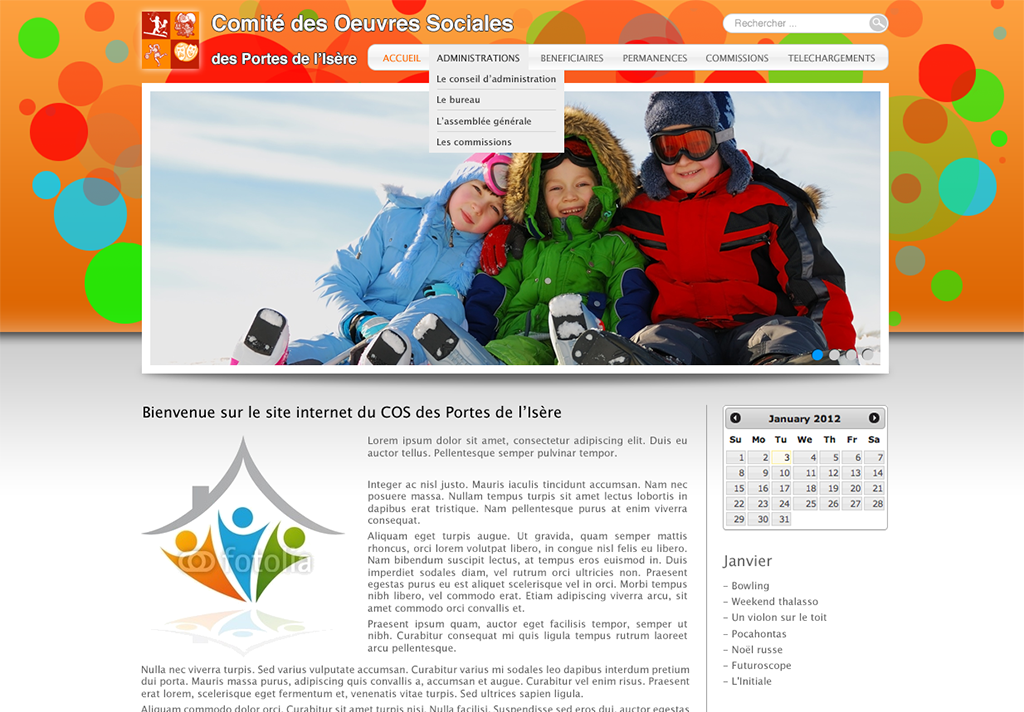 Comité des Oeuvres Sociales
des Portes de l'Isère
Rechercher ...
ACCUEIL ADMINISTRATIONS BENEFICIAIRES PERMANENCES COMMISSIONS TELECHARGEMENTS
Le conseil d'administration
Le bureau
L'assemblée générale
Les commissions
Bienvenue sur le site internet du COS des Portes de l'Isère
fotolia
Lorem ipsum dolor sit amet, consectetur adipiscing elit. Duis eu
auctor tellus. Pellentesque semper pulvinar tempor.
Integer ac nisl justo. Mauris iaculis tincidunt accumsan. Nam nec
posuere massa. Nullam tempus turpis sit amet lectus lobortis in
dapibus erat tristique. Nam pellentesque purus at enim viverra
consequat.
Aliquam eget turpis augue. Ut gravida, quam semper mattis
rhoncus, orci lorem volutpat libero, in congue nisl felis eu libero.
Nam bibendum suscipit lectus, at tempus eros euismod in. Duis
imperdiet sodales diam, vel rutrum orci ultricies non. Praesent
egestas purus eu est aliquet scelerisque vel in orci. Morbi tempus
nibh libero, vel commodo erat. Etiam adipiscing viverra arcu, sit
amet commodo orci convallis et.
Praesent ipsum quam, auctor eget facilisis tempor, semper ut
nibh. Curabitur consequat mi quis ligula tempus rutrum laoreet
arcu pellentesque.
Nulla nec viverra turpis. Sed varius vulputate accumsan. Curabitur varius mi sodales leo dapibus interdum pretium
dui porta. Mauris massa purus, adipiscing quis convallis a, accumsan et augue. Curabitur vel enim risus. Praesent
erat lorem, scelerisque eget fermentum et, venenatis vitae turpis. Sed ultrices sapien ligula.
Aliquam commodo dolor orci. Curabitur sit amet turpis nisi. Nulla facilisi. Suspendisse sed eros dui, auctor egestas
January 2012
Su Mo Tu We Th Fr Sa
1 2 3 4 5 6 7
8 9 10 11 12 13 14
15 16 17 18 19 20 21
22 23 24 25 26 27 28
29 30 31
Janvier
- Bowling
- Weekend thalasso
- Un violon sur le toit
- Pocahontas
- Noël russe
- Futuroscope
- L'Initiale